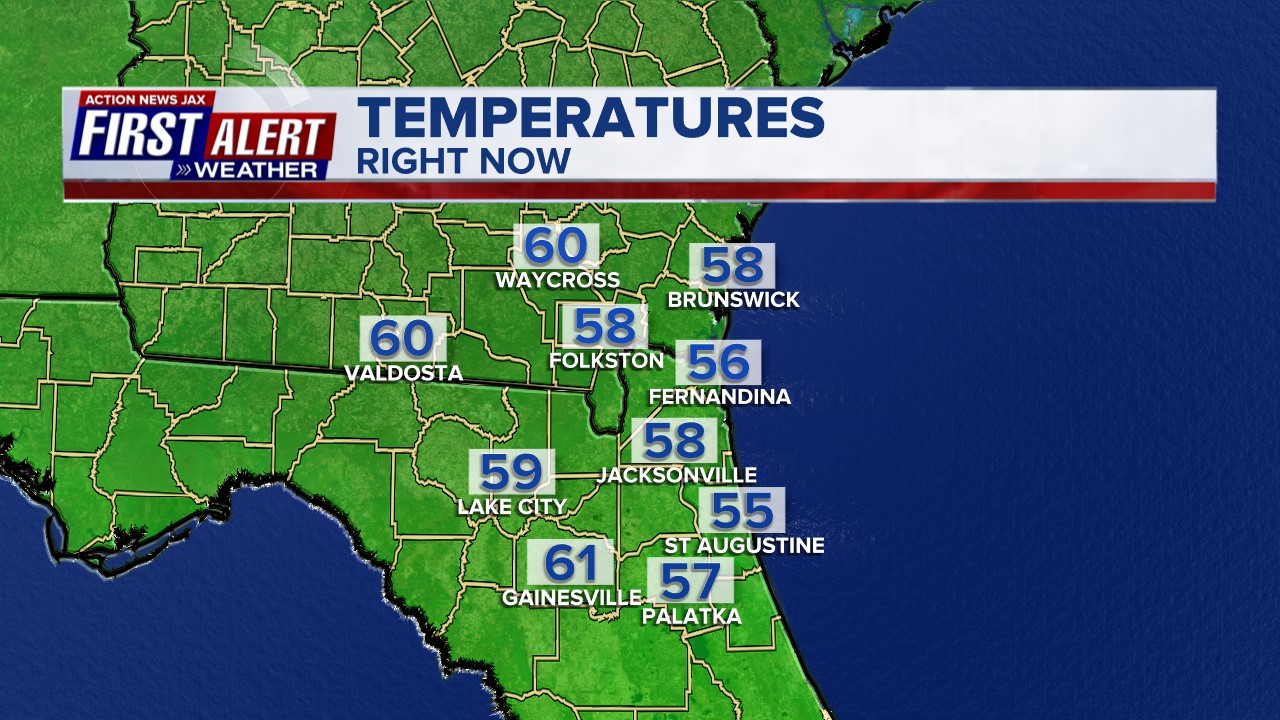 ACTION NEWS JAX
FIRST ALERT
»WEATHER
TEMPERATURES
RIGHT NOW
60
WAYCROSS
58
BRUNSWICK
58
FOLKSTON
60
VALDOSTA
56
FERNANDINA
58
JACKSONVILLE
59
LAKE CITY
55
ST AUGUSTINE
61
GAINESVILLE
57
PALATKA